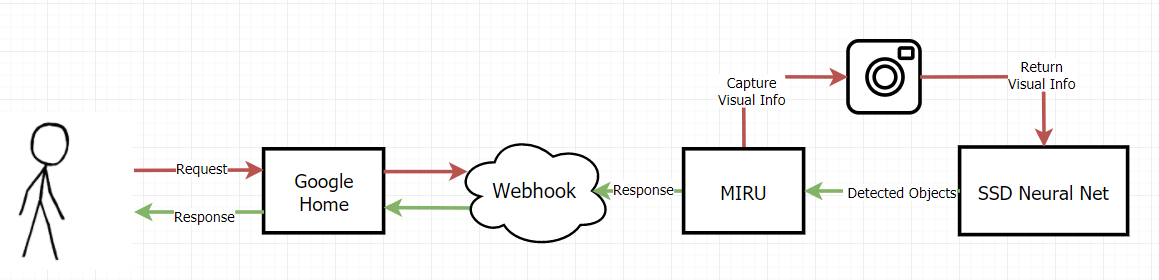 Request
Response
Google
Home
Webhook
Response
MIRU
Capture
Visual Info
Return
Visual Info
Detected Objects
SSD Neural Net